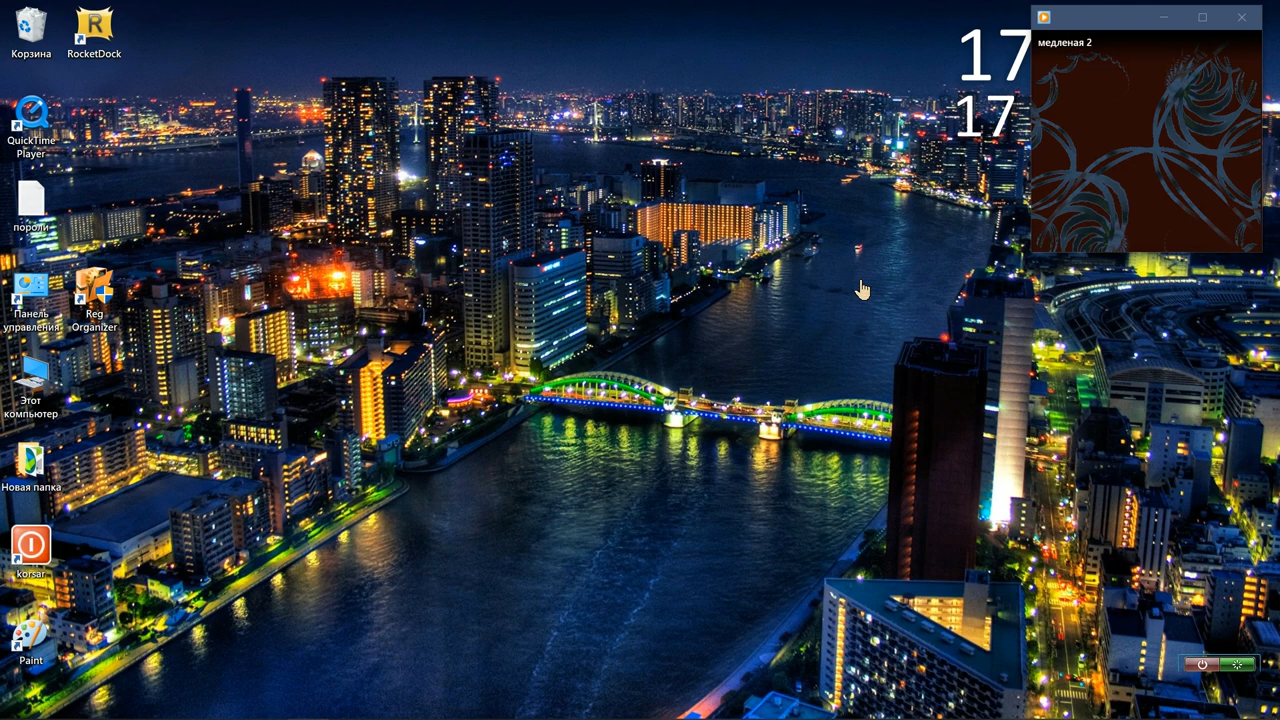 Корзина
RocketDock
QuickTime
Player
пороли
Панель
управления
Reg
Organizer
Этот
компьютер
Новая папка
korsar
Paint
17
17
медленая 2